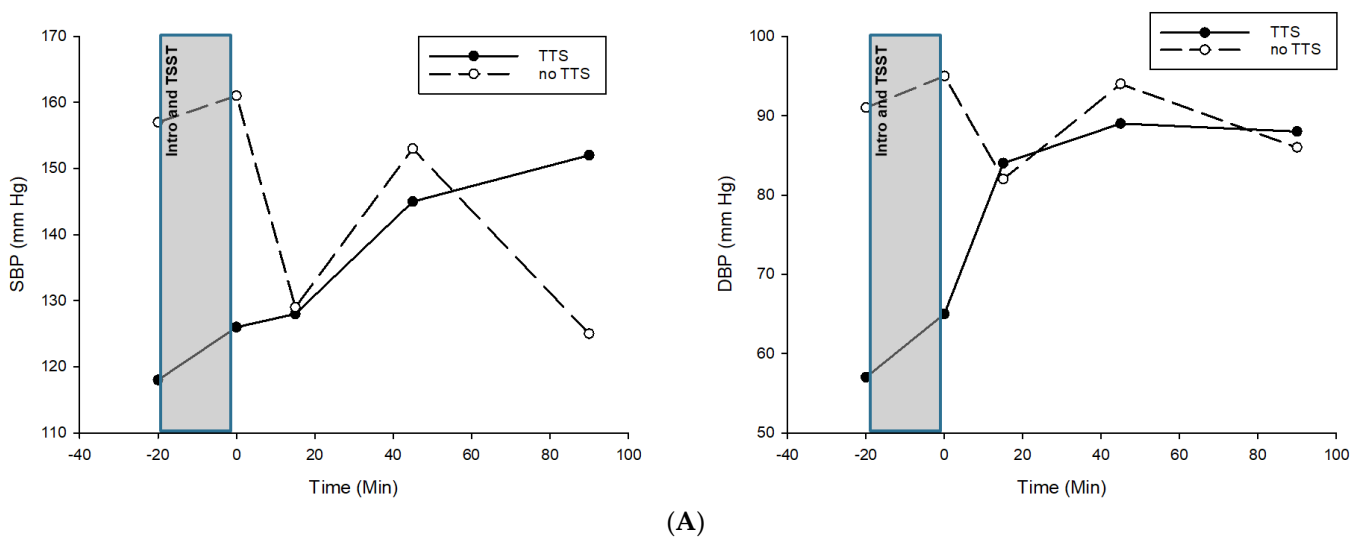 170
160
150
140
130
120
110
SBP (mm Hg)
-40 -20 0 20 40 60 80 100
Time (Min)
Intro and TSST
TTS
no TTS
100
90
80
70
60
50
DBP (mm Hg)
-40 -20 0 20 40 60 80 100
Time (Min)
Intro and TSST
TTS
no TTS
(A)